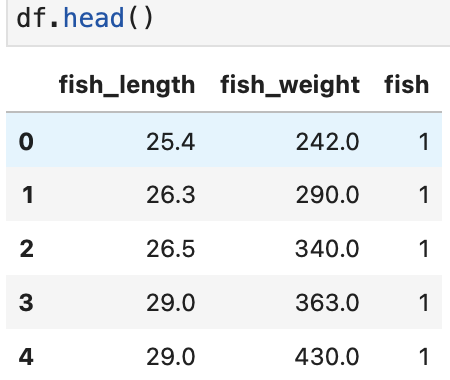 df.head()
fish_length fish_weight fish
0 25.4 242.0 1
1 26.3 290.0 1
2 26.5 340.0 1
3 29.0 363.0 1
4 29.0 430.0 1